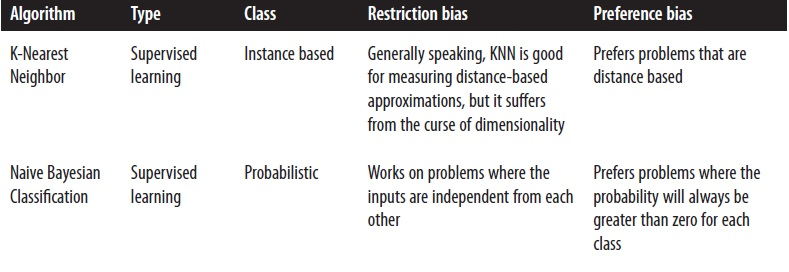 Algorithm Type Class Restriction bias Preference bias
K-Nearest Supervised Instance based Generally speaking, KNN is good Prefers problems that are
Neighbor learning for measuring distance-based distance based
approximations, but it suffers
from the curse of dimensionality
Naive Bayesian Supervised Probabilistic Works on problems where the Prefers problems where the
Classification learning inputs are independent from each probability will always be
other greater than zero for each
class